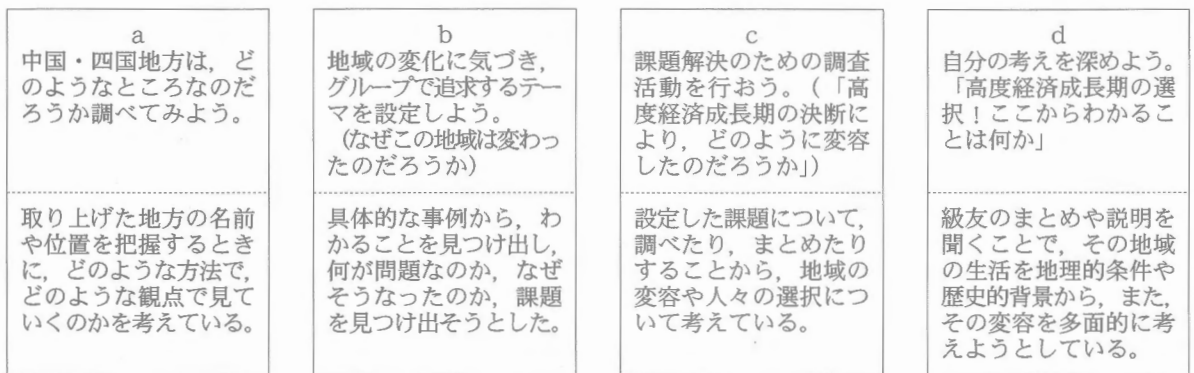 a
中国・四国地方は，ど
のようなところなのだ
ろうか調べてみよう。
取り上げた地方の名前
や位置を把握するとき
に，どのような方法で，
どのような観点で見て
いくのかを考えている。
b
地域の変化に気づき，
グループで追求するテー
マを設定しよう。
（なぜこの地域は変わっ
たのだろうか）
具体的な事例から，わ
かることを見つけ出し，
何が問題なのか，なぜ
そうなったのか，課題
を見つけ出そうとした。
c
課題解決のための調査
活動を行おう。（「高
度経済成長期の決断に
より，どのように変容
したのだろうか」）
設定した課題について，
調べたり，まとめたり
することから，地域の
変容や人々の選択につ
いて考えている。
d
自分の考えを深めよう。
「高度経済成長期の選
択！ここからわかるこ
とは何か」
級友のまとめや説明を
聞くことで，その地域
の生活を地理的条件や
歴史的背景から，また，
その変容を多面的に考
えようとしている。